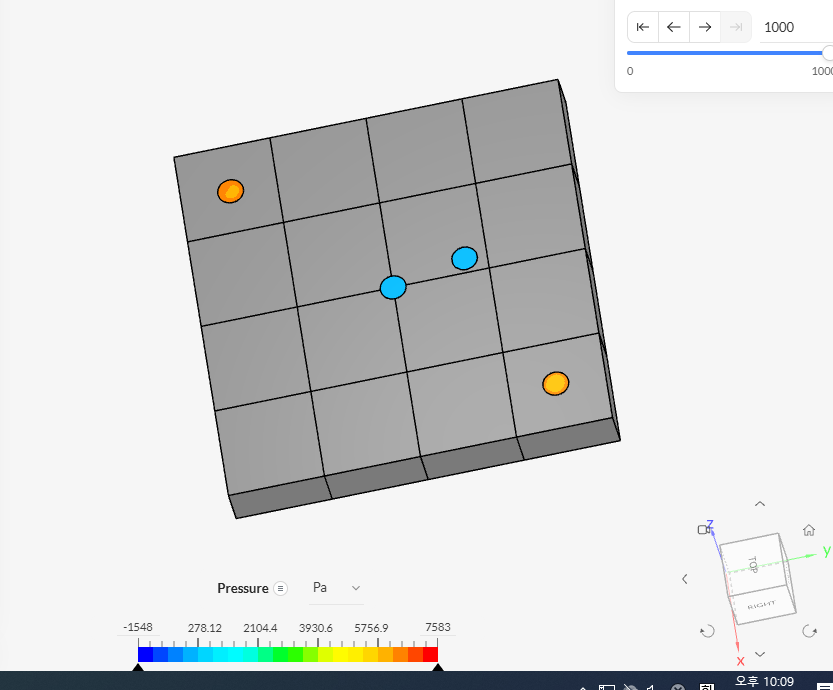 1000
0
1000
Pressure
Pa
-1548
278.12
2104.4
3930.6
5756.9
7583
Z
TOP
y
RIGHT
X
오후 10:09